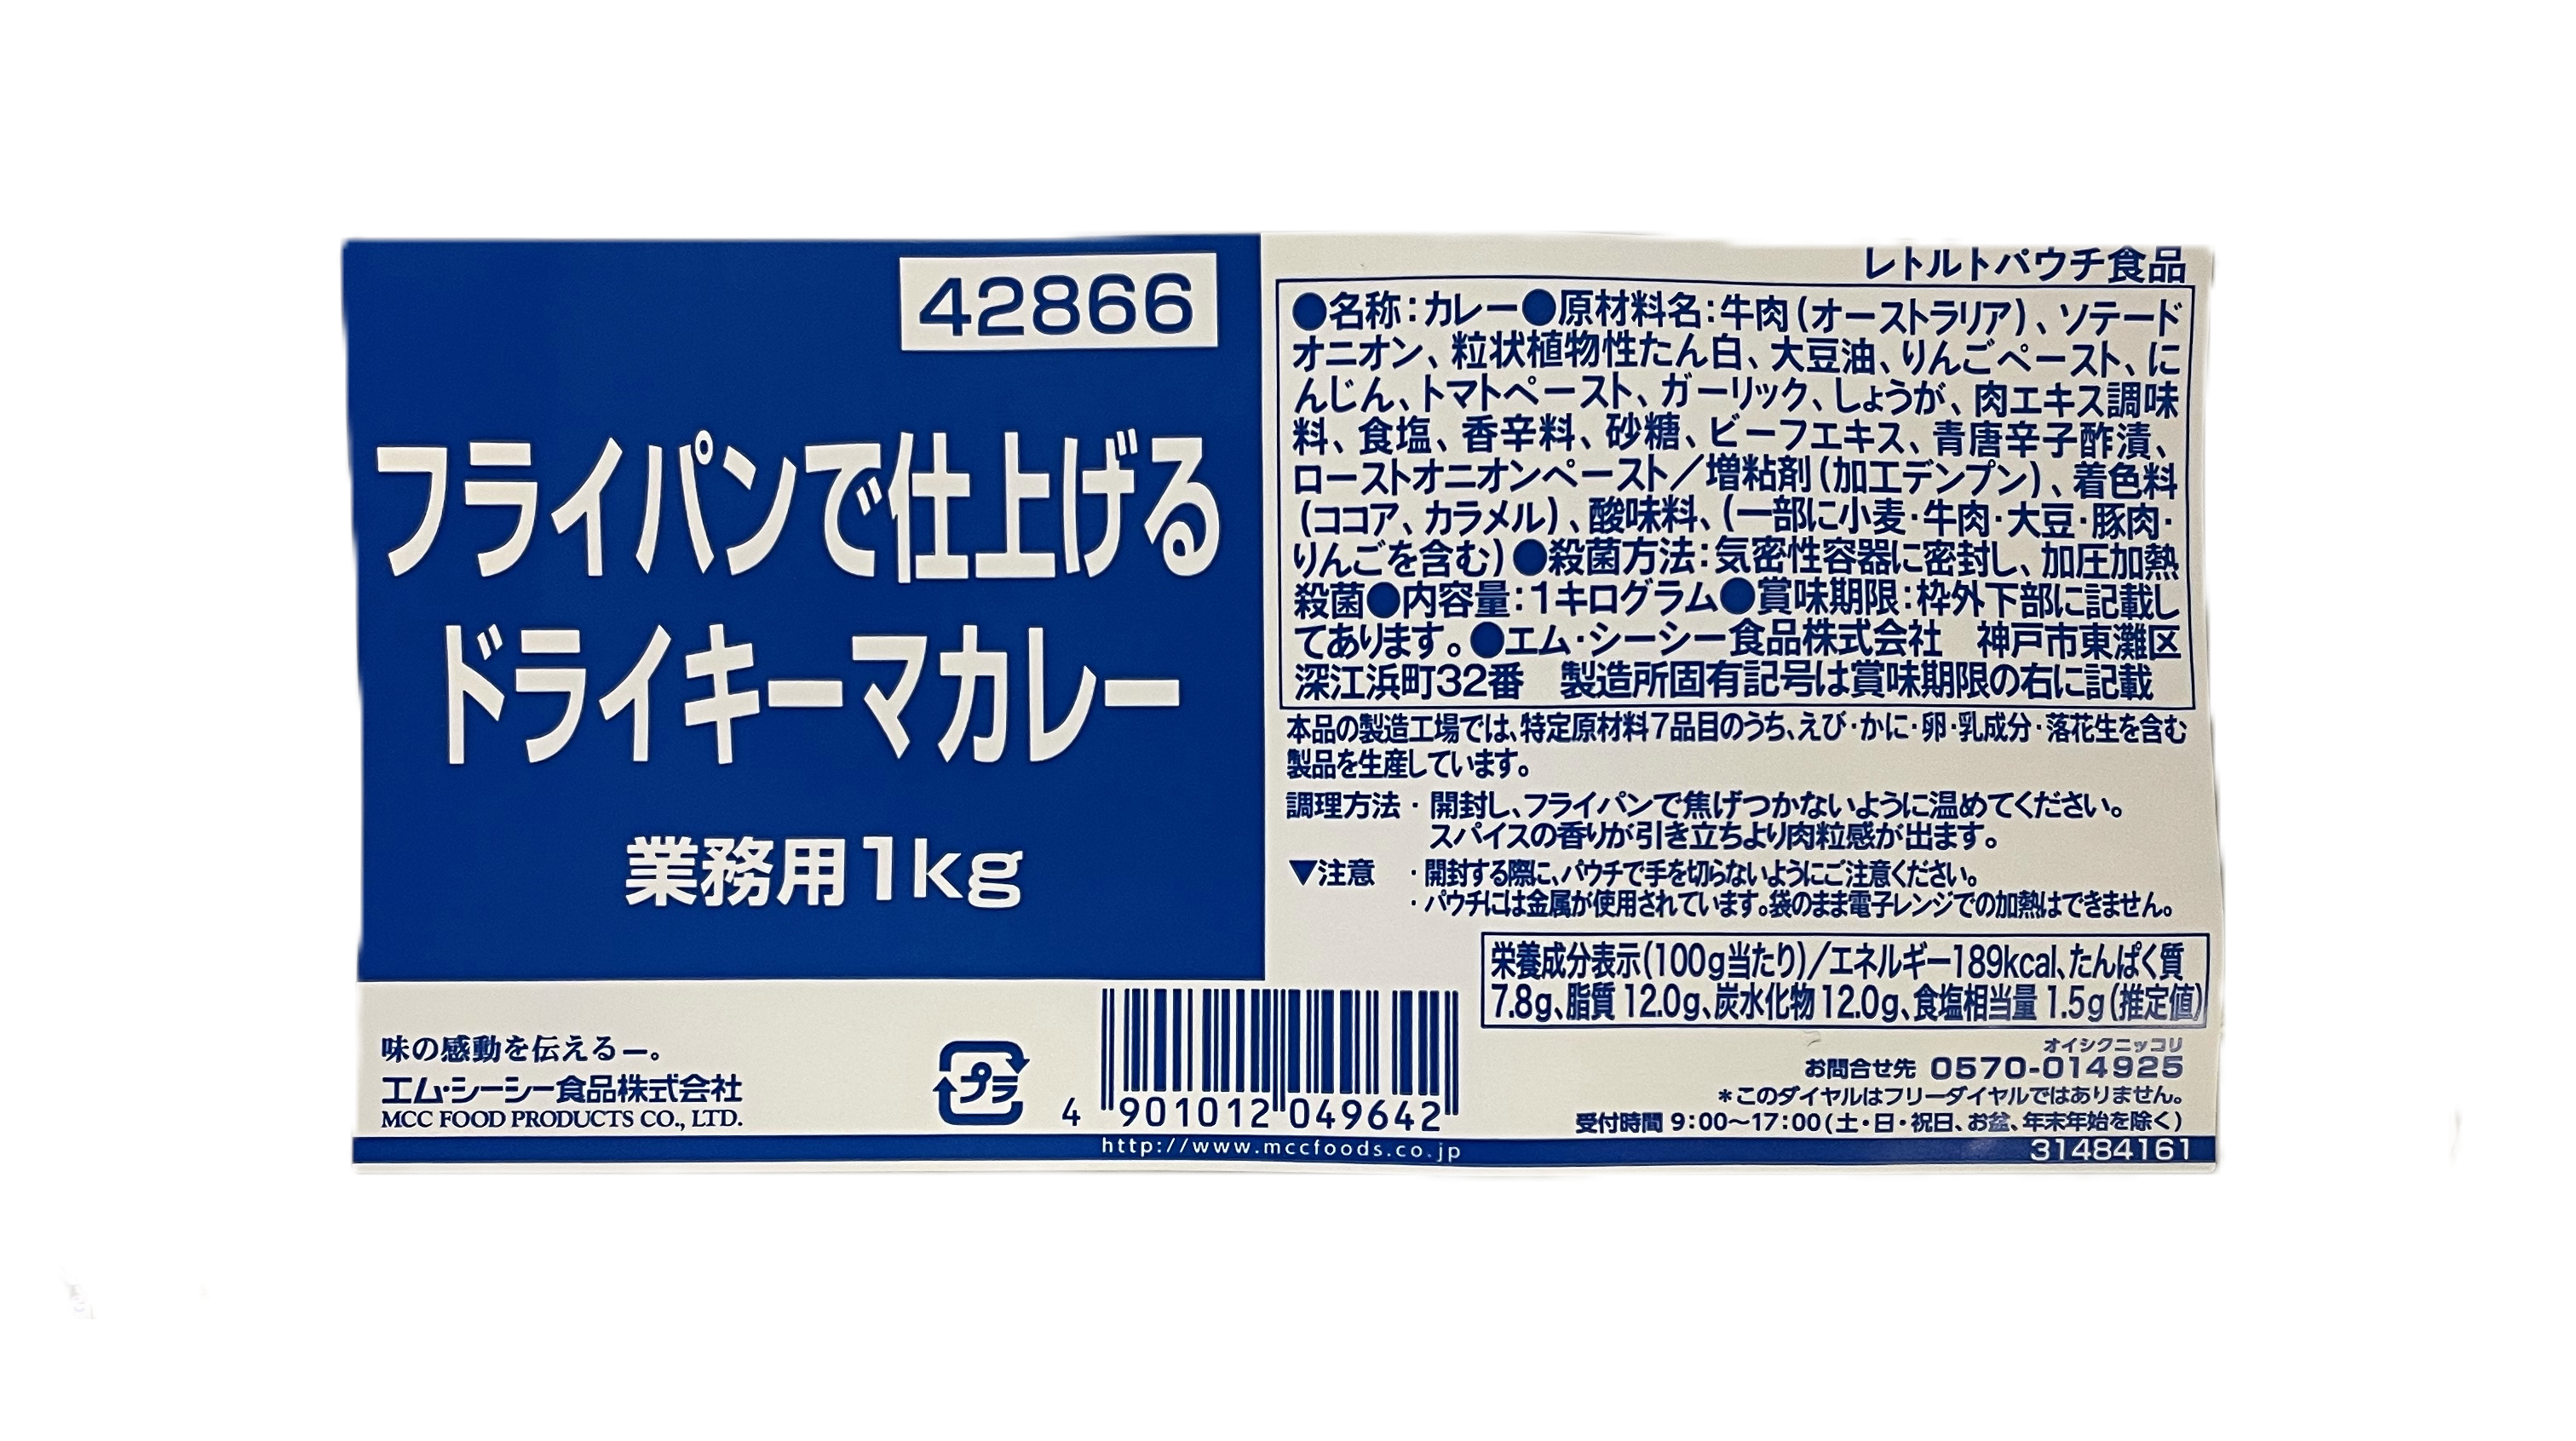 42866
フライパンで仕上げる
ドライキーマカレー
業務用1kg
味の感動を伝えるー。
エム・シーシー食品株式会社
MCC FOOD PRODUCTS CO., LTD.
プラ
4 901012 049642
http://www.mccfoods.co.jp
レトルトパウチ食品
●名称：カレー●原材料名：牛肉（オーストラリア）、ソテード
オニオン、粒状植物性たん白、大豆油、りんごペースト、に
んじん、トマトペースト、ガーリック、しょうが、肉エキス調味
料、食塩、香辛料、砂糖、ビーフエキス、青唐辛子酢漬、
ローストオニオンペースト／増粘剤（加工デンプン）、着色料
（ココア、カラメル）、酸味料、（一部に小麦・牛肉・大豆・豚肉・
りんごを含む）●殺菌方法：気密性容器に密封し、加圧加熱
殺菌●内容量：1キログラム●賞味期限：枠外下部に記載し
てあります。●エム・シーシー食品株式会社　神戸市東灘区
深江浜町32番　製造所固有記号は賞味期限の右に記載
本品の製造工場では、特定原材料7品目のうち、えび・かに・卵・乳成分・落花生を含む
製品を生産しています。
調理方法・開封し、フライパンで焦げつかないように温めてください。
スパイスの香りが引き立ちより肉粒感が出ます。
▼注意　・開封する際に、パウチで手を切らないようにご注意ください。
・パウチには金属が使用されています。袋のまま電子レンジでの加熱はできません。
栄養成分表示(100g当たり)/エネルギー189kcal、たんぱく質
7.8g、脂質12.0g、炭水化物12.0g、食塩相当量1.5g(推定値)
オイシクニッコリ
お問合せ先 0570-014925
＊このダイヤルはフリーダイヤルではありません。
受付時間 9:00〜17:00(土・日・祝日、お盆、年末年始を除く)
31484161